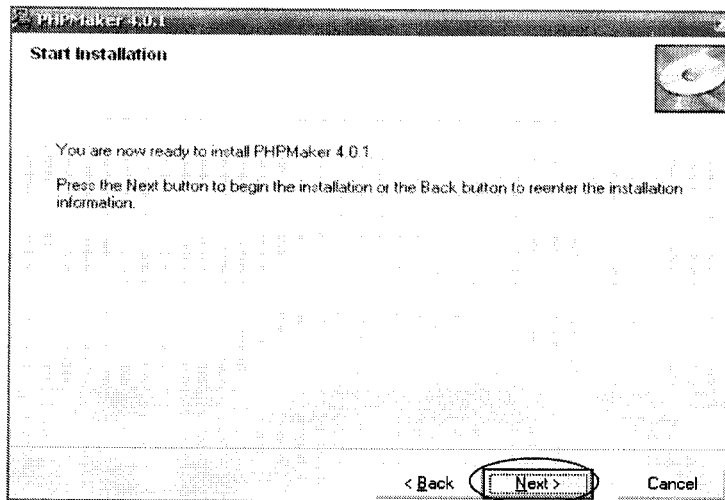 PHPMaker 4.0.1
Start Installation
You are now ready to install PHPMaker 4.0.1
Press the Next button to begin the installation or the Back button to reenter the installation
information.
< Back
Next >
Cancel